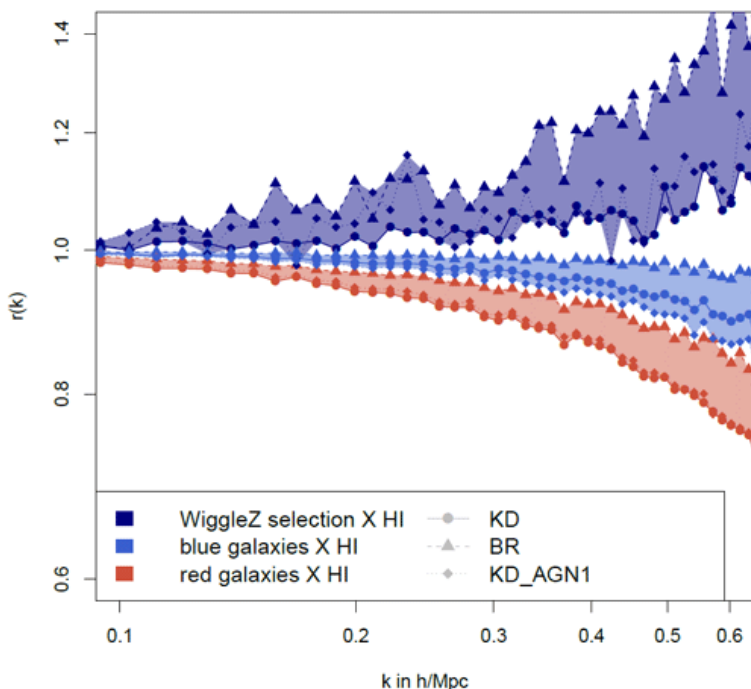 1.4
1.2
1.0
0.8
0.6
r(k)
WiggleZ selection X HI
blue galaxies X HI
red galaxies X HI
KD
BR
KD_AGN1
0.1 0.2 0.3 0.4 0.5 0.6
k in h/Mpc